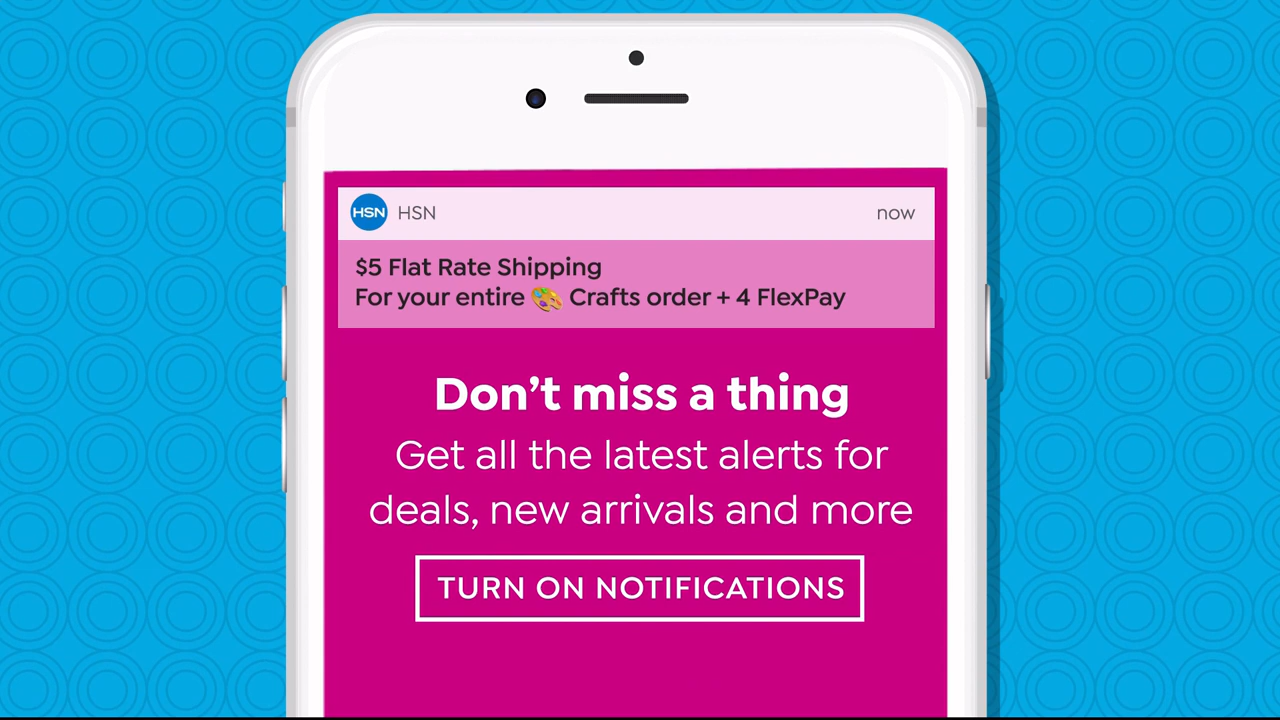 HSN HSN now
$5 Flat Rate Shipping
For your entire 🎨 Crafts order + 4 FlexPay
Don't miss a thing
Get all the latest alerts for
deals, new arrivals and more
TURN ON NOTIFICATIONS